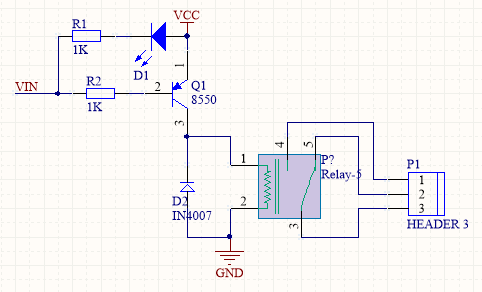 VCC
R1
1K
D1
1
VIN
R2
1K
2
Q1
8550
3
4
5
1
P?
Relay-5
P1
1
2
3
D2
IN4007
2
3
HEADER 3
GND